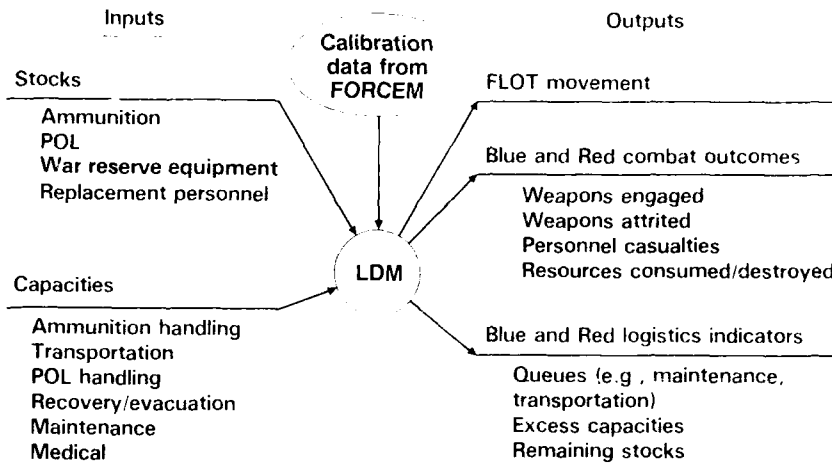 Inputs
Calibration
data from
FORCEM
Outputs
Stocks
Ammunition
POL
War reserve equipment
Replacement personnel
Capacities
Ammunition handling
Transportation
POL handling
Recovery/evacuation
Maintenance
Medical
LDM
FLOT movement
Blue and Red combat outcomes
Weapons engaged
Weapons attrited
Personnel casualties
Resources consumed/destroyed
Blue and Red logistics indicators
Queues (e.g., maintenance,
transportation)
Excess capacities
Remaining stocks